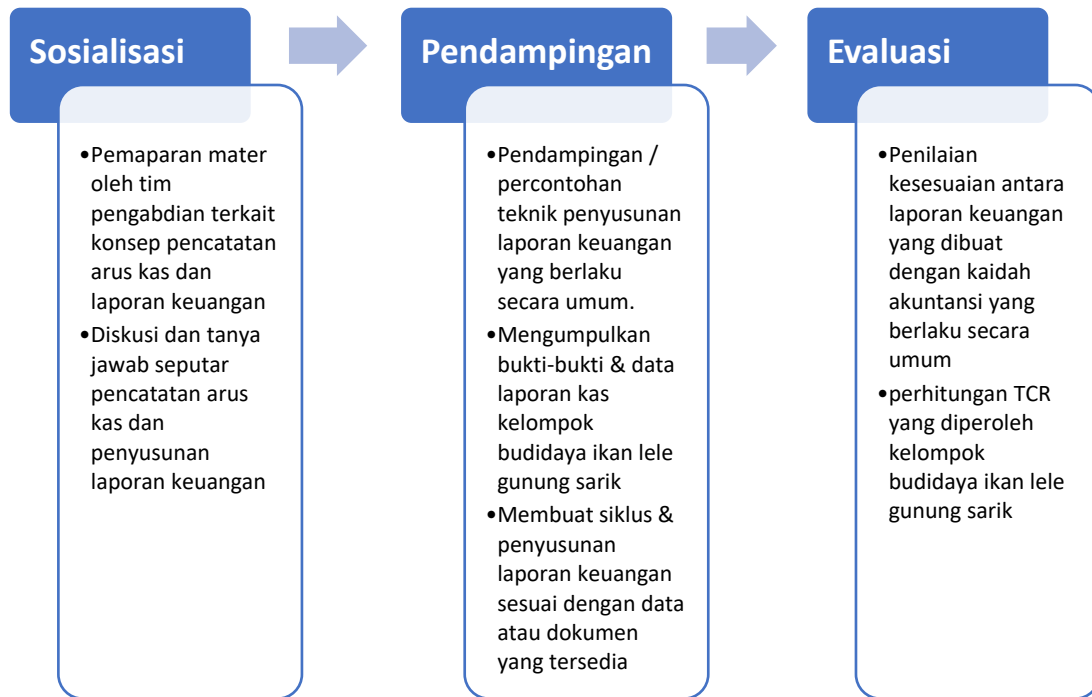 Sosialisasi
•Pemaparan mater
oleh tim
pengabdian terkait
konsep pencatatan
arus kas dan
laporan keuangan
•Diskusi dan tanya
jawab seputar
pencatatan arus
kas dan
penyusunan
laporan keuangan
Pendampingan
•Pendampingan /
percontohan
teknik penyusunan
laporan keuangan
yang berlaku
secara umum.
•Mengumpulkan
bukti-bukti & data
laporan kas
kelompok
budidaya ikan lele
gunung sarik
•Membuat siklus &
penyusunan
laporan keuangan
sesuai dengan data
atau dokumen
yang tersedia
Evaluasi
•Penilaian
kesesuaian antara
laporan keuangan
yang dibuat
dengan kaidah
akuntansi yang
berlaku secara
umum
•perhitungan TCR
yang diperoleh
kelompok
budidaya ikan lele
gunung sarik